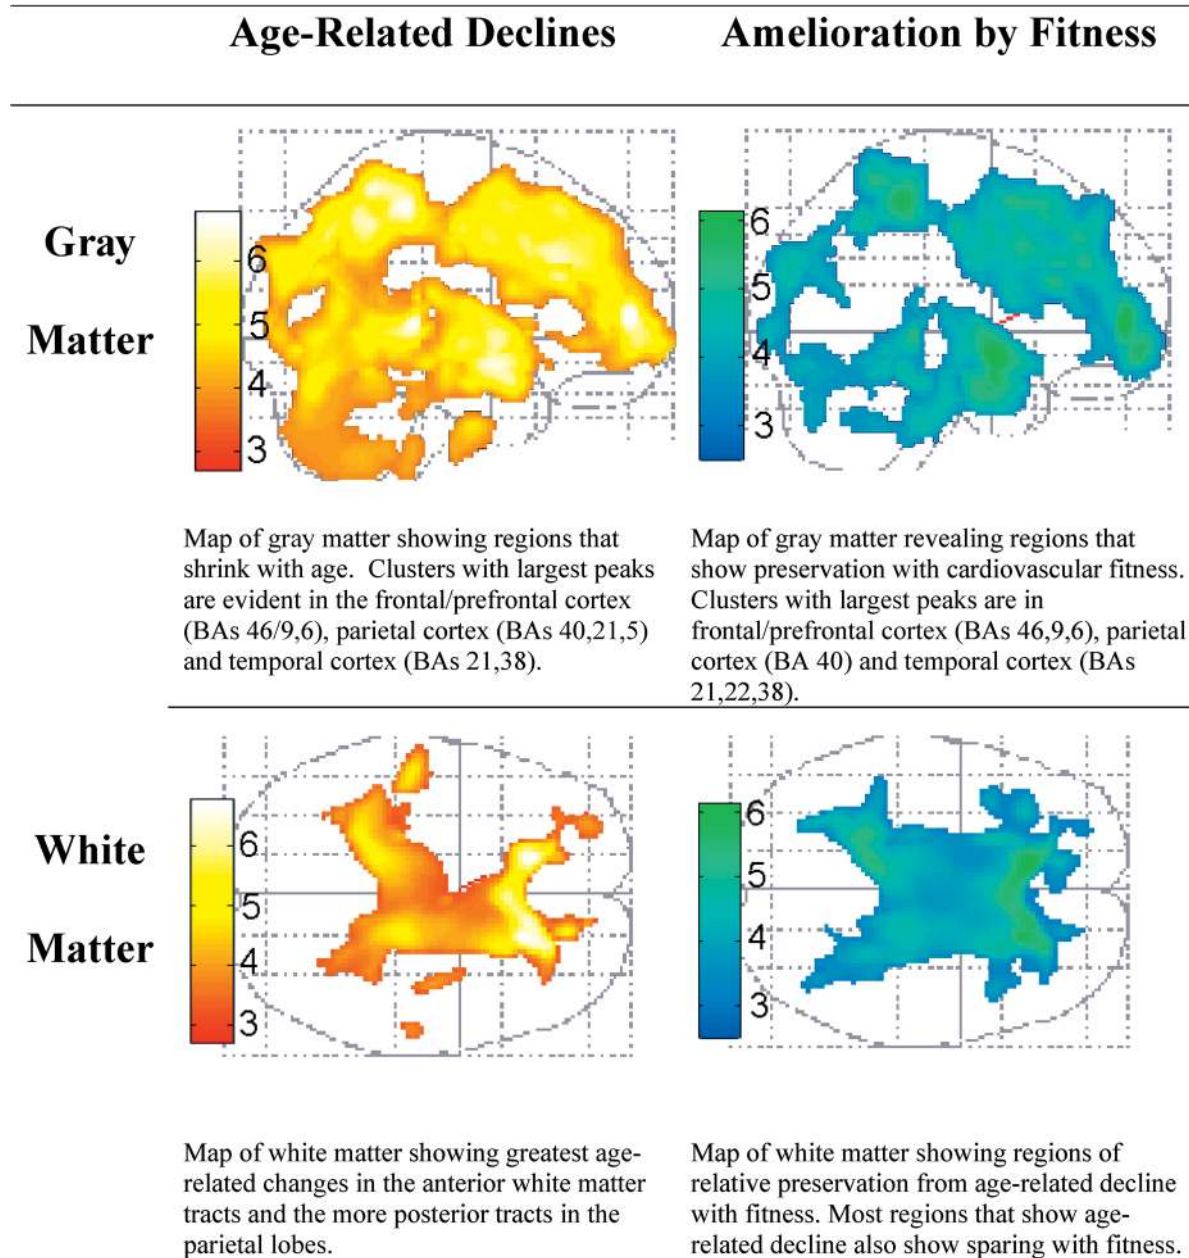 Age-Related Declines
Amelioration by Fitness
Gray
Matter
6
5
4
3
6
5
4
3
Map of gray matter showing regions that
shrink with age. Clusters with largest peaks
are evident in the frontal/prefrontal cortex
(BAs 46/9,6), parietal cortex (BAs 40,21,5)
and temporal cortex (BAs 21,38).
Map of gray matter revealing regions that
show preservation with cardiovascular fitness.
Clusters with largest peaks are in
frontal/prefrontal cortex (BAs 46,9,6), parietal
cortex (BA 40) and temporal cortex (BAs
21,22,38).
White
Matter
6
5
4
3
6
5
4
3
Map of white matter showing greatest age-
related changes in the anterior white matter
tracts and the more posterior tracts in the
parietal lobes.
Map of white matter showing regions of
relative preservation from age-related decline
with fitness. Most regions that show age-
related decline also show sparing with fitness.